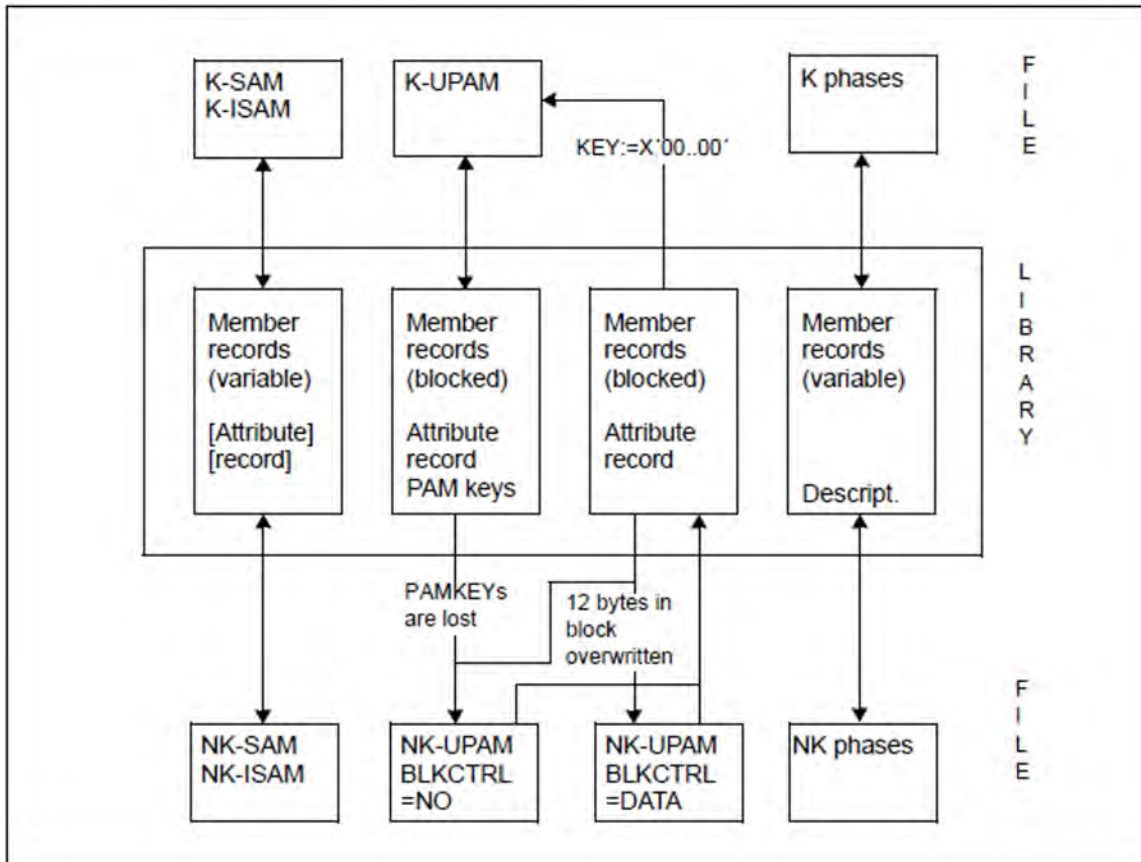 K-SAM
K-ISAM
K-UPAM
K phases
KEY:=X´00..00´
F
I
L
E
Member
records
(variable)
[Attribute]
[record]
Member
records
(blocked)
Attribute
record
PAM keys
Member
records
(blocked)
Attribute
record
Member
records
(variable)
Descript.
L
I
B
R
A
R
Y
PAMKEYs
are lost
12 bytes in
block
overwritten
NK-SAM
NK-ISAM
NK-UPAM
BLKCTRL
=NO
NK-UPAM
BLKCTRL
=DATA
NK phases
F
I
L
E